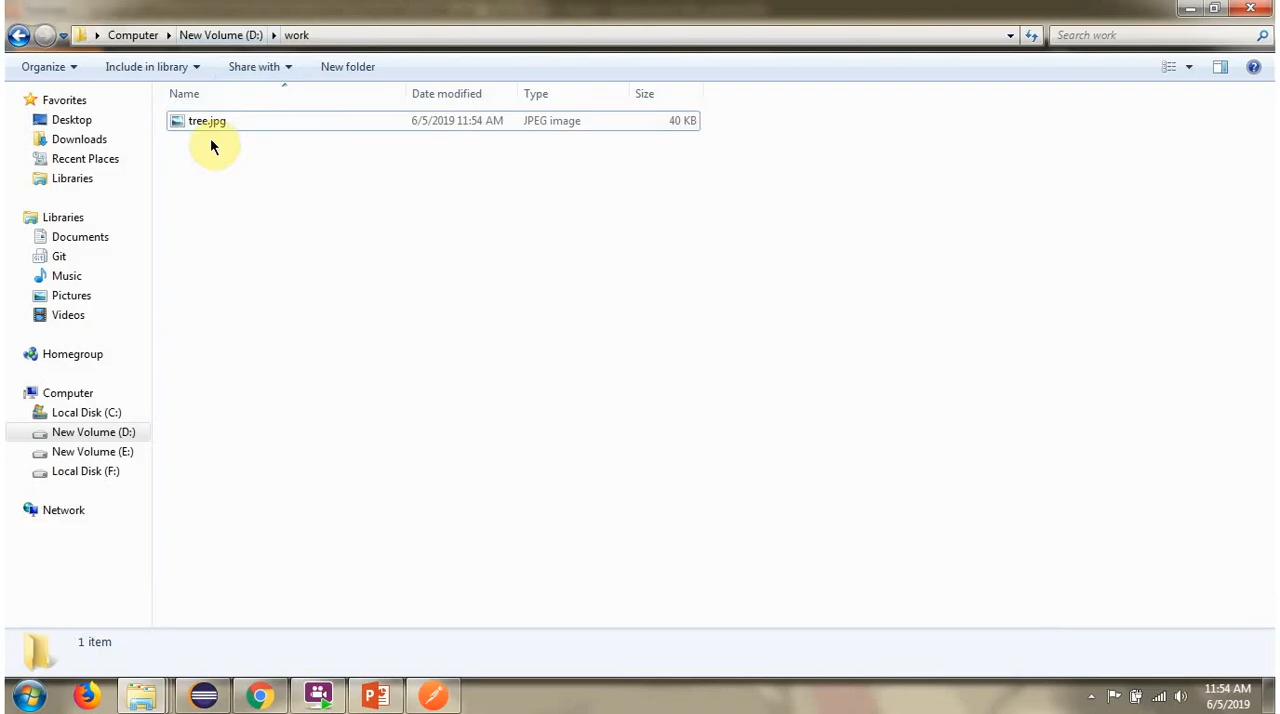 Computer New Volume (D:) work Search work
Organize Include in library Share with New folder
Name Date modified Type Size
tree.jpg 6/5/2019 11:54 AM JPEG image 40 KB
Favorites
Desktop
Downloads
Recent Places
Libraries
Libraries
Documents
Git
Music
Pictures
Videos
Homegroup
Computer
Local Disk (C:)
New Volume (D:)
New Volume (E:)
Local Disk (F:)
Network
1 item
11:54 AM
6/5/2019